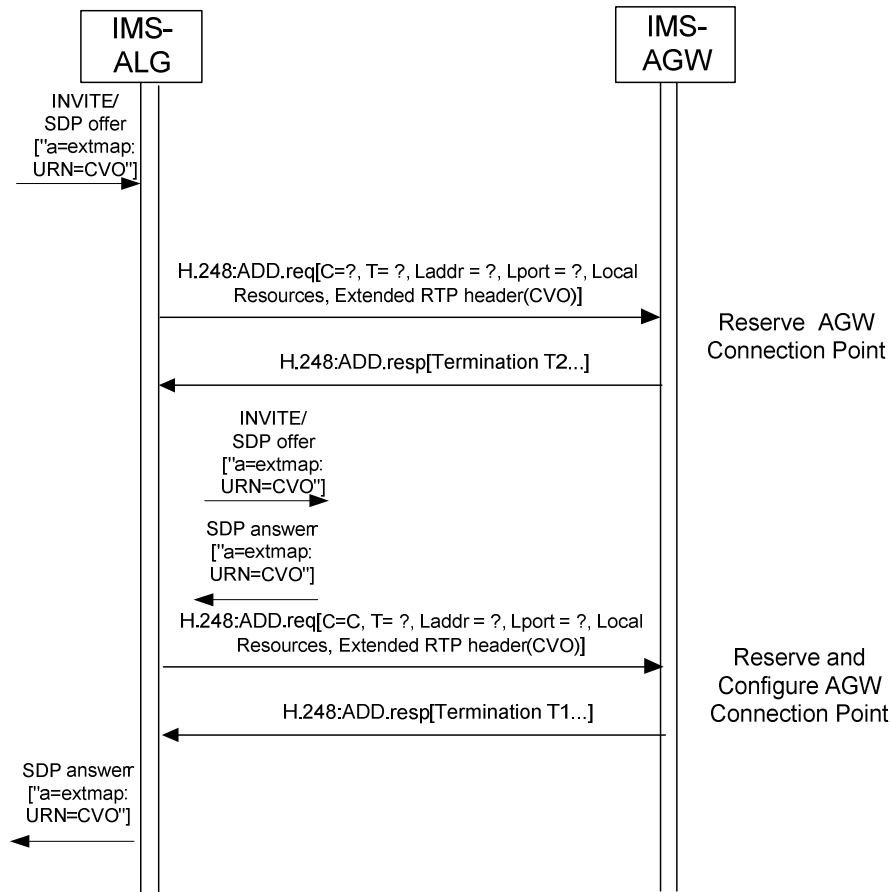 IMS-
ALG
IMS-
AGW
INVITE/
SDP offer
["a=extmap:
URN=CVO"]
H.248:ADD.req[C=?, T= ?, Laddr = ?, Lport = ?, Local
Resources, Extended RTP header(CVO)]
Reserve AGW
Connection Point
H.248:ADD.resp[Termination T2...]
INVITE/
SDP offer
["a=extmap:
URN=CVO"]
SDP answerr
["a=extmap:
URN=CVO"]
H.248:ADD.req[C=C, T= ?, Laddr = ?, Lport = ?, Local
Resources, Extended RTP header(CVO)]
Reserve and
Configure AGW
Connection Point
H.248:ADD.resp[Termination T1...]
SDP answerr
["a=extmap:
URN=CVO"]